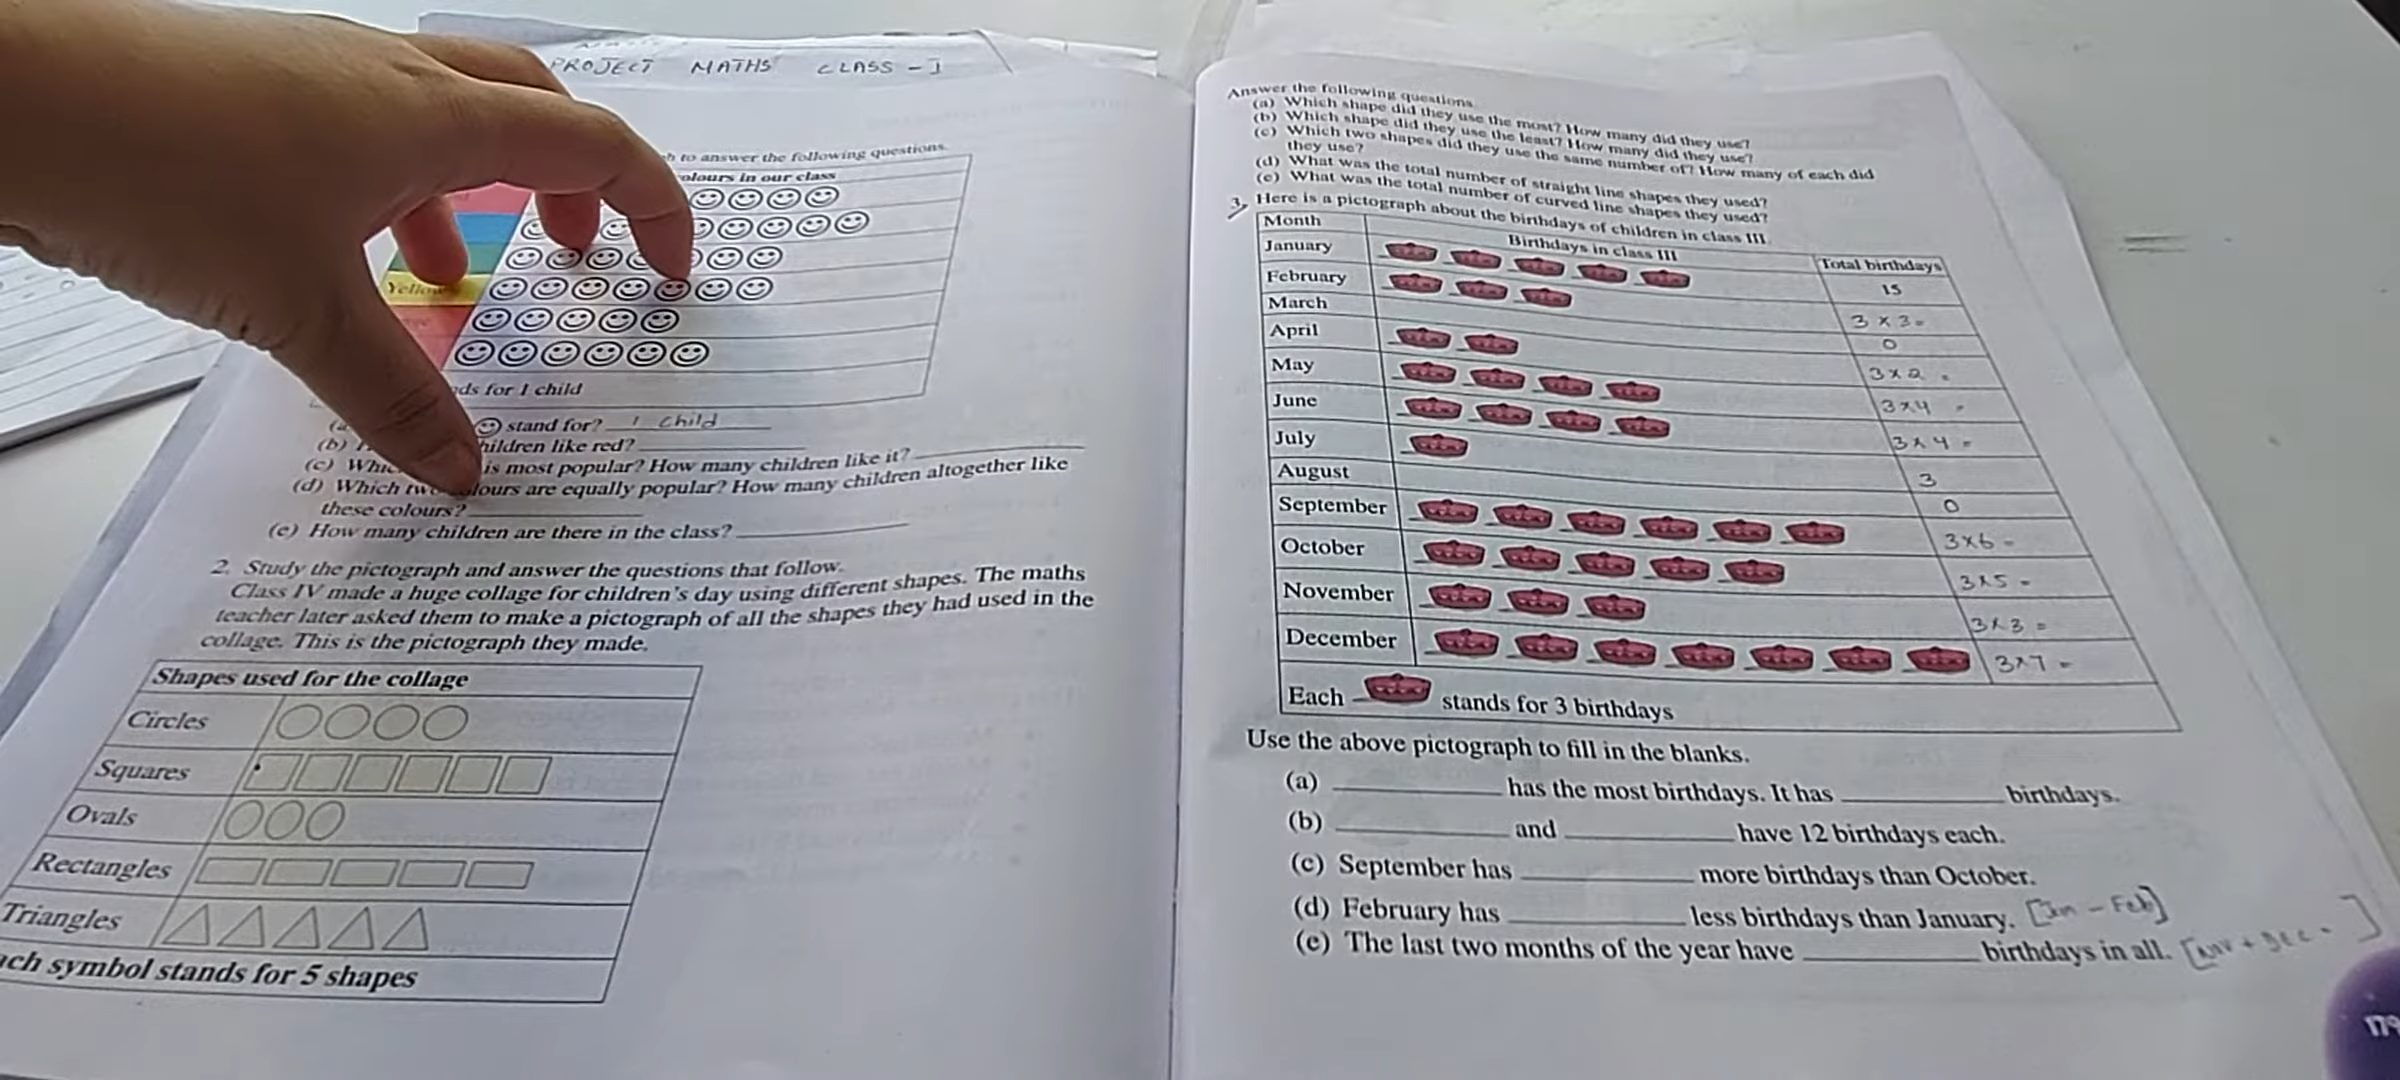 PROJECT MATHS CLASS - I
to answer the following questions.
colours in our class
Yellow
for 1 child
stand for? 1 child
(b) children like red?
(c) is most popular? How many children like it?
(d) Which two colours are equally popular? How many children altogether like
these colours?
(e) How many children are there in the class?
2. Study the pictograph and answer the questions that follow.
Class IV made a huge collage for children's day using different shapes. The maths
teacher later asked them to make a pictograph of all the shapes they had used in the
collage. This is the pictograph they made.
Shapes used for the collage
Circles
Squares
Ovals
Rectangles
Triangles
symbol stands for 5 shapes
Answer the following questions.
(a) Which shape did they use the most? How many did they use?
(b) Which shape did they use the least? How many did they use?
(c) Which two shapes did they use the same number of? How many of each did
they use?
(d) What was the total number of straight line shapes they used?
(e) What was the total number of curved line shapes they used?
3. Here is a pictograph about the birthdays of children in class III
Month Birthdays in class III Total birthdays
January 15
February 3 x 3 =
March 0
April 3 x 2 =
May 3 x 4 =
June 3 x 4 =
July 3
August 0
September 3 x 6 =
October 3 x 5 =
November 3 x 3 =
December 3 x 7 =
Each stands for 3 birthdays
Use the above pictograph to fill in the blanks.
(a) has the most birthdays. It has birthdays.
(b) and have 12 birthdays each.
(c) September has more birthdays than October.
(d) February has less birthdays than January. [Jan - Feb]
(e) The last two months of the year have birthdays in all. [Nov + Dec = ]
179